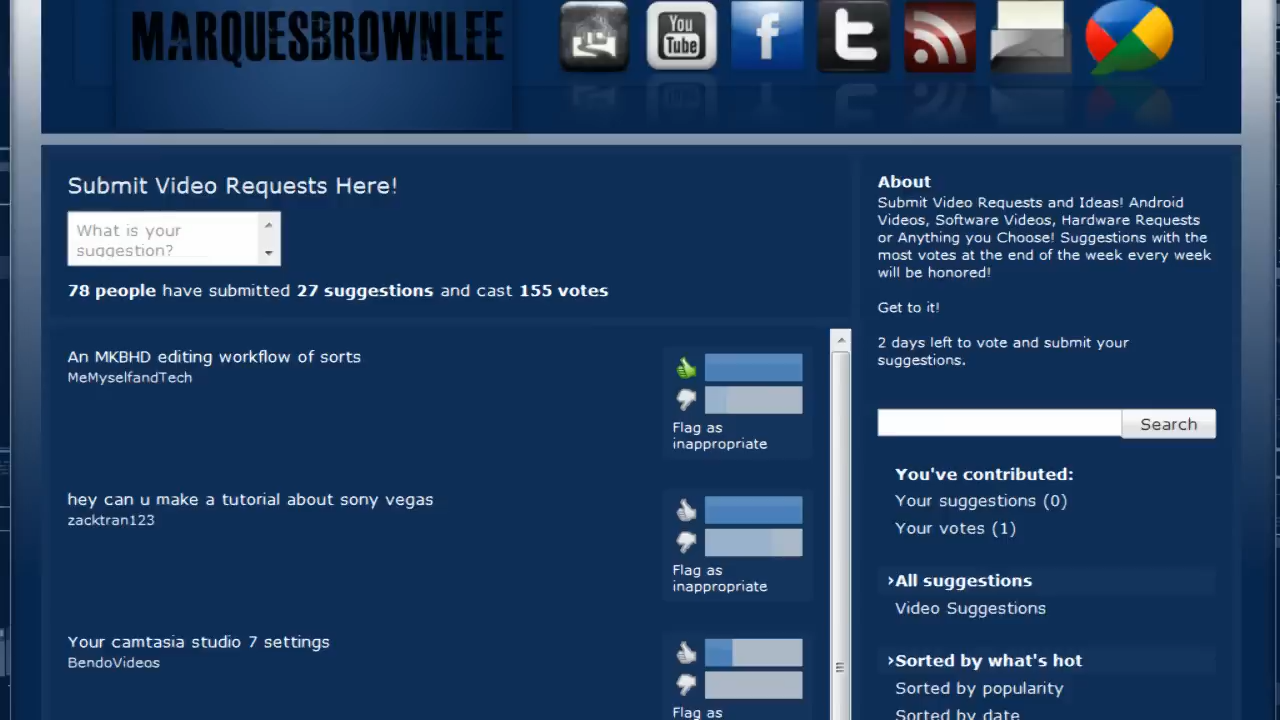 MARQUESBROWNLEE
You
Tube
f
t
Submit Video Requests Here!
What is your
suggestion?
78 people have submitted 27 suggestions and cast 155 votes
An MKBHD editing workflow of sorts
MeMyselfandTech
Flag as
inappropriate
hey can u make a tutorial about sony vegas
zacktran123
Flag as
inappropriate
Your camtasia studio 7 settings
BendoVideos
Flag as
About
Submit Video Requests and Ideas! Android
Videos, Software Videos, Hardware Requests
or Anything you Choose! Suggestions with the
most votes at the end of the week every week
will be honored!
Get to it!
2 days left to vote and submit your
suggestions.
Search
You've contributed:
Your suggestions (0)
Your votes (1)
›All suggestions
Video Suggestions
›Sorted by what's hot
Sorted by popularity
Sorted by date